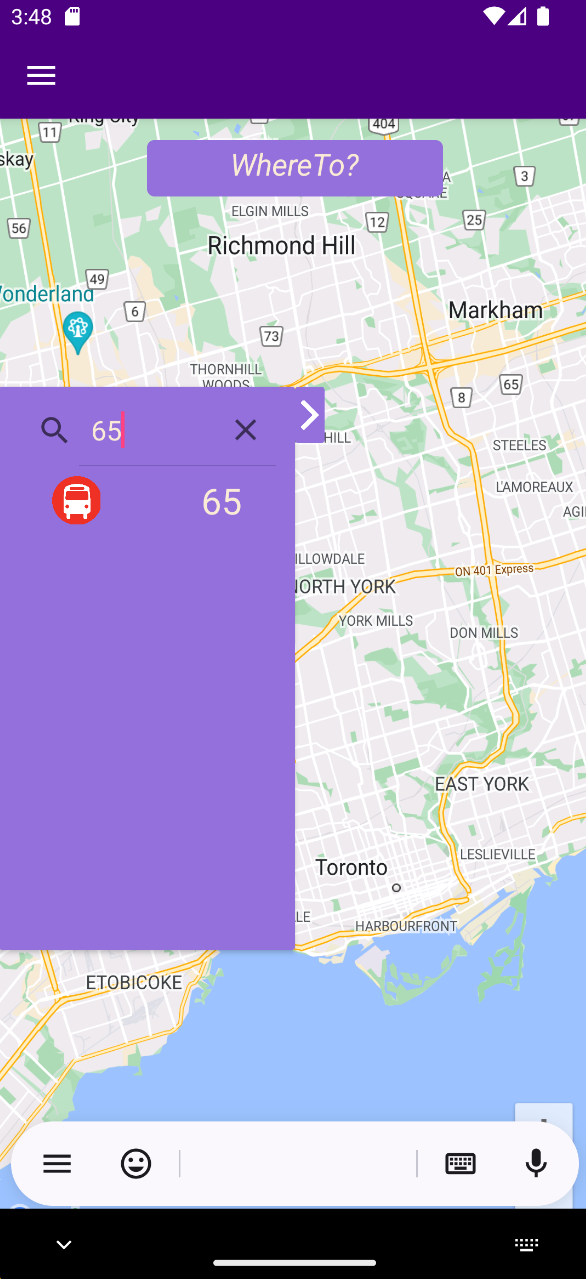 3:48
King City
11
404
skay
WhereTo?
3
56
ELGIN MILLS
12
25
Richmond Hill
49
onderland
6
Markham
73
THORNHILL
WOODS
65
8
65
HILL
STEELES
L'AMOREAUX
AGI
65
ILLOWDALE
ON 401 Express
NORTH YORK
YORK MILLS
DON MILLS
EAST YORK
LESLIEVILLE
Toronto
LE
HARBOURFRONT
ETOBICOKE